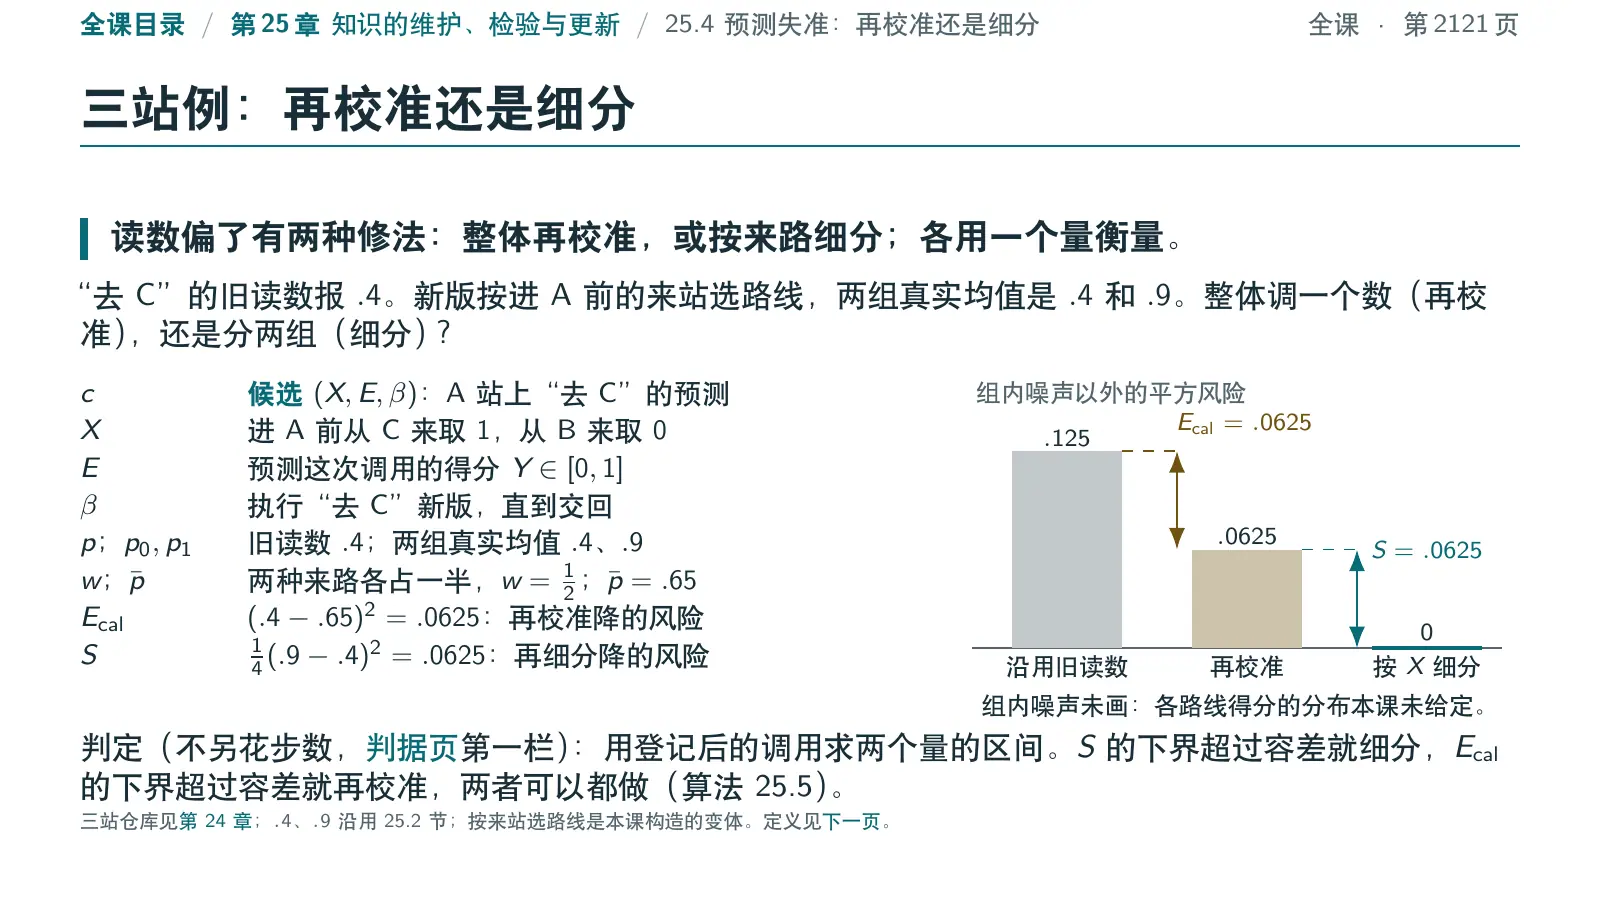 全课目录 / 第 25 章 知识的维护、检验与更新 / 25.4 预测失准：再校准还是细分
全课 · 第 2121 页
三站例：再校准还是细分
读数偏了有两种修法：整体再校准，或按来路细分；各用一个量衡量。
“去 C” 的旧读数报 .4。新版按进 A 前的来站选路线，两组真实均值是 .4 和 .9。整体调一个数（再校
准），还是分两组（细分）？
c 候选 (X, E, β)：A 站上 “去 C” 的预测
X 进 A 前从 C 来取 1，从 B 来取 0
E 预测这次调用的得分 Y ∈ [0, 1]
β 执行 “去 C” 新版，直到交回
p；p₀, p₁ 旧读数 .4；两组真实均值 .4、.9
w；p̄ 两种来路各占一半，w = 1/2；p̄ = .65
E_cal (.4 − .65)² = .0625：再校准降的风险
S 1/4(.9 − .4)² = .0625：再细分降的风险
组内噪声以外的平方风险
E_cal = .0625
.125
.0625
S = .0625
0
沿用旧读数 再校准 按 X 细分
组内噪声未画：各路线得分的分布本课未给定。
判定（不另花步数，判据页第一栏）：用登记后的调用求两个量的区间。S 的下界超过容差就细分，E_cal
的下界超过容差就再校准，两者可以都做（算法 25.5）。
三站仓库见第 24 章；.4、.9 沿用 25.2 节；按来站选路线是本课构造的变体。定义见下一页。